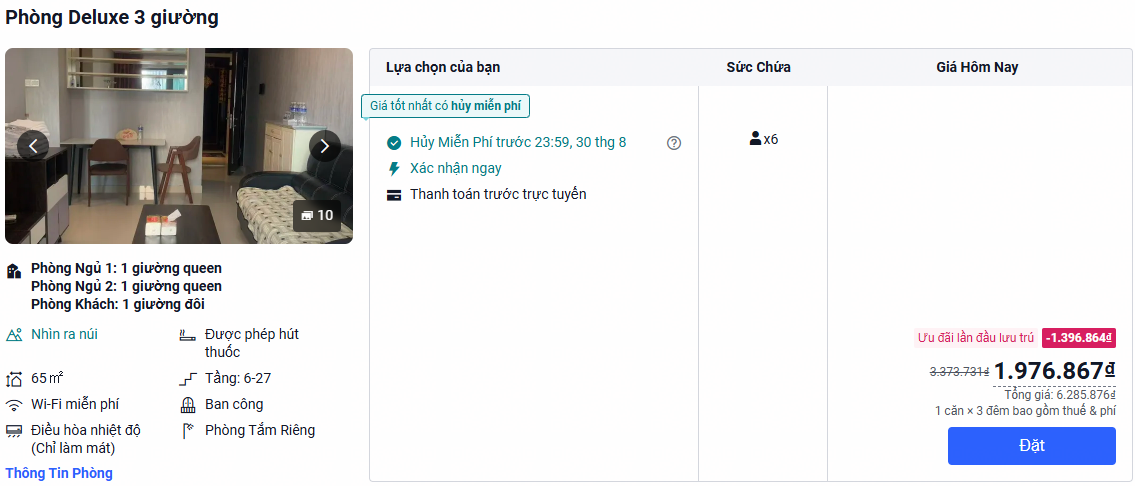 Phòng Deluxe 3 giường
10
Phòng Ngủ 1: 1 giường queen
Phòng Ngủ 2: 1 giường queen
Phòng Khách: 1 giường đôi
Nhìn ra núi
Được phép hút
thuốc
65㎡
Tầng: 6-27
Wi-Fi miễn phí
Ban công
Điều hòa nhiệt độ
(Chỉ làm mát)
Phòng Tắm Riêng
Thông Tin Phòng
Lựa chọn của bạn
Sức Chứa
Giá Hôm Nay
Giá tốt nhất có hủy miễn phí
Hủy Miễn Phí trước 23:59, 30 thg 8
Xác nhận ngay
Thanh toán trước trực tuyến
x6
Ưu đãi lần đầu lưu trú -1.396.864₫
3.373.731₫ 1.976.867₫
Tổng giá: 6.285.876₫
1 căn × 3 đêm bao gồm thuế & phí
Đặt